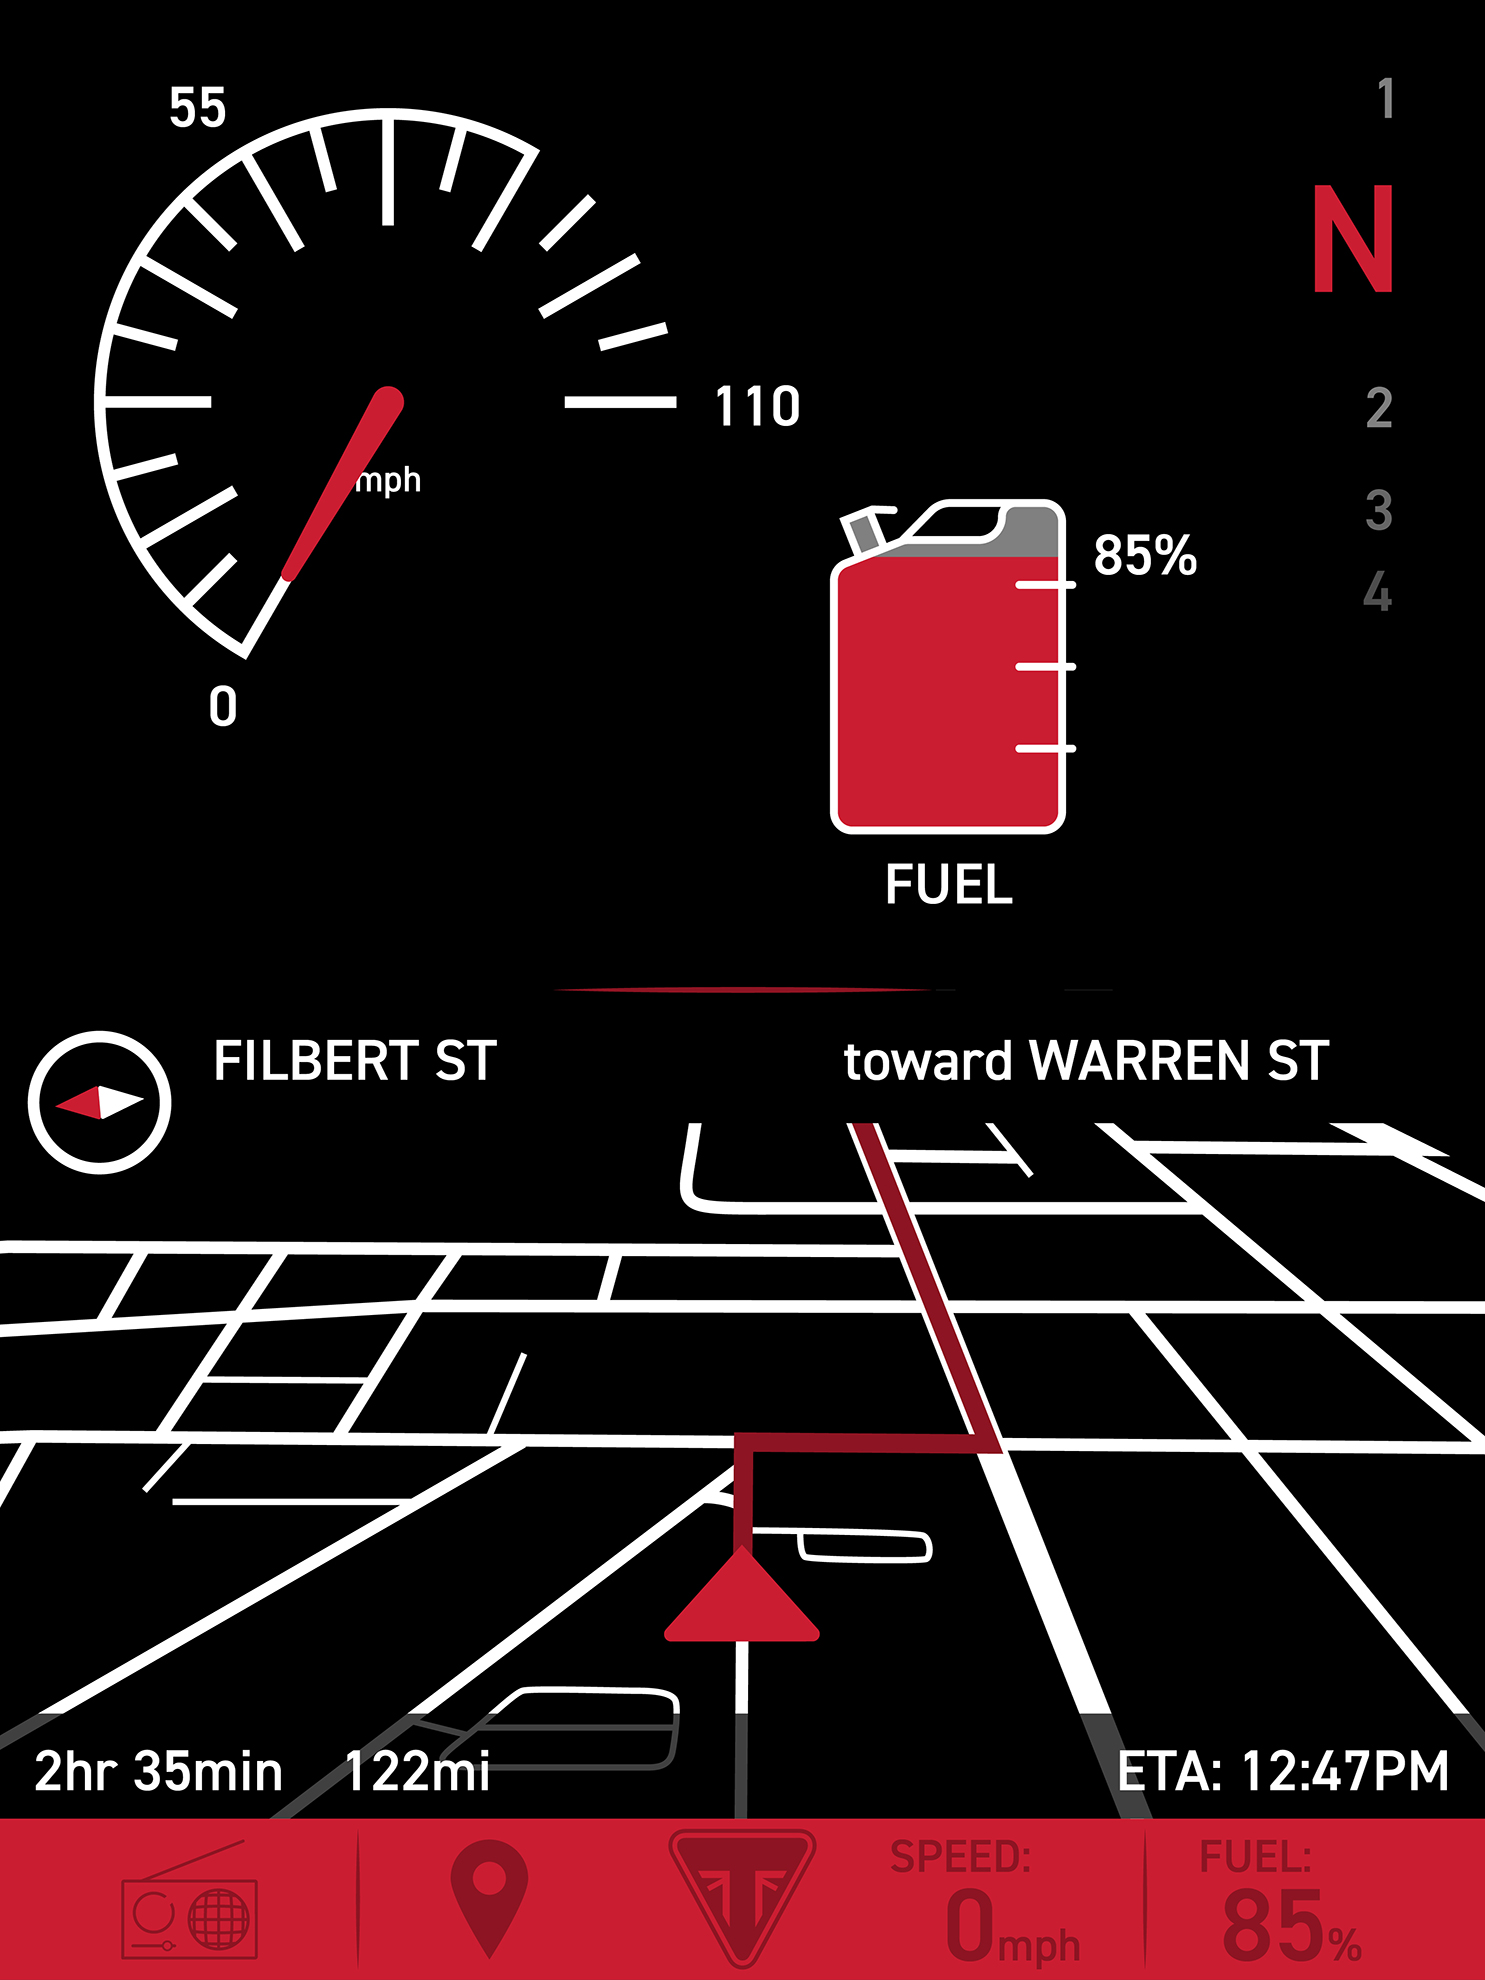 55
1
N
110
2
mph
3
85%
4
0
FUEL
FILBERT ST
toward WARREN ST
2hr 35min
122mi
ETA: 12:47PM
SPEED:
0mph
FUEL:
85%